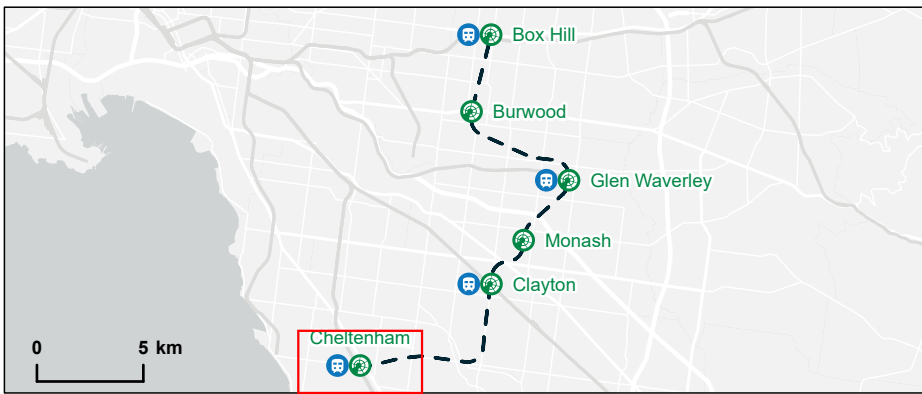 Box Hill
Burwood
Glen Waverley
Monash
Clayton
Cheltenham
0 5 km